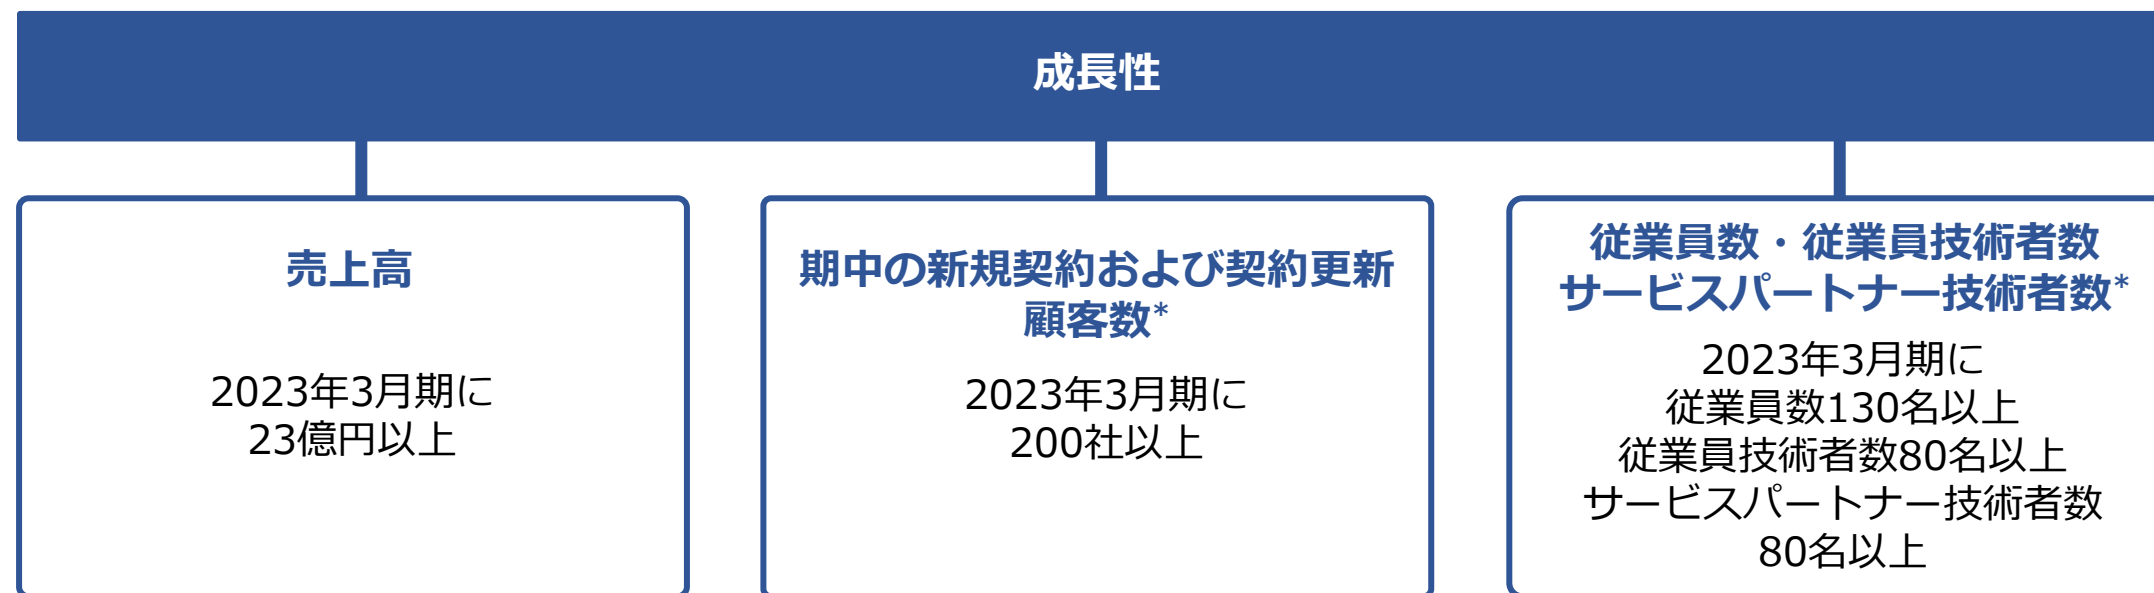 成長性
売上高
2023年3月期に
23億円以上
期中の新規契約および契約更新
顧客数*
2023年3月期に
200社以上
従業員数・従業員技術者数
サービスパートナー技術者数*
2023年3月期に
従業員数130名以上
従業員技術者数80名以上
サービスパートナー技術者数
80名以上